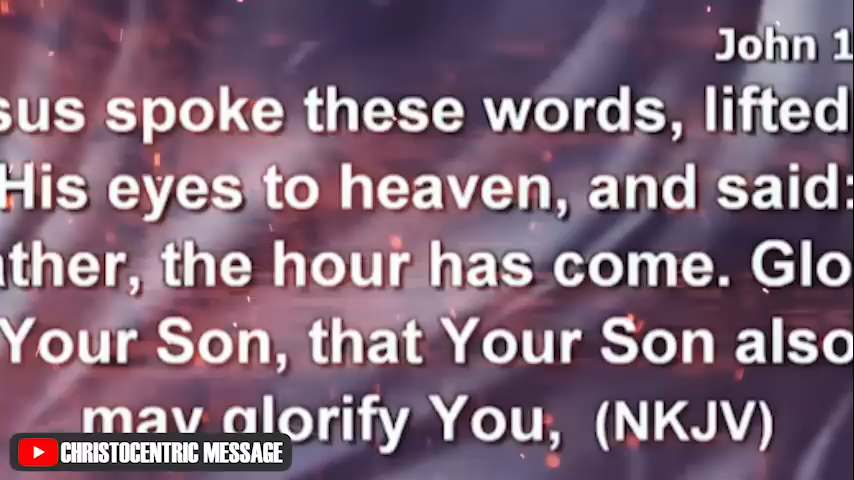 John 1
sus spoke these words, lifted
His eyes to heaven, and said:
ather, the hour has come. Glo
Your Son, that Your Son also
may glorify You, (NKJV)
CHRISTOCENTRIC MESSAGE